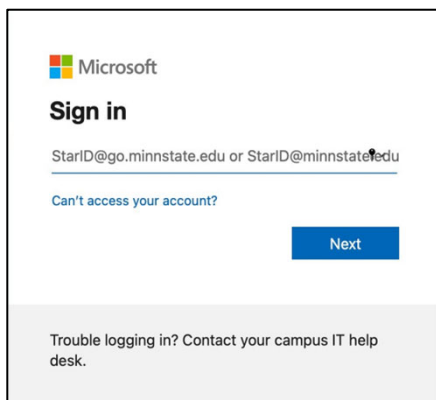 Microsoft
Sign in
StarID@go.minnstate.edu or StarID@minnstate.edu
Can't access your account?
Next
Trouble logging in? Contact your campus IT help
desk.